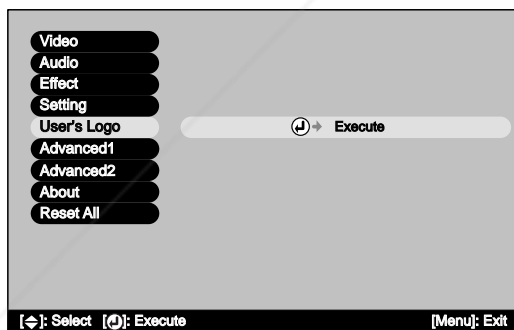 Video
Audio
Effect
Setting
User's Logo Execute
Advanced1
Advanced2
About
Reset All
[ ]: Select [ ]: Execute [Menu]: Exit